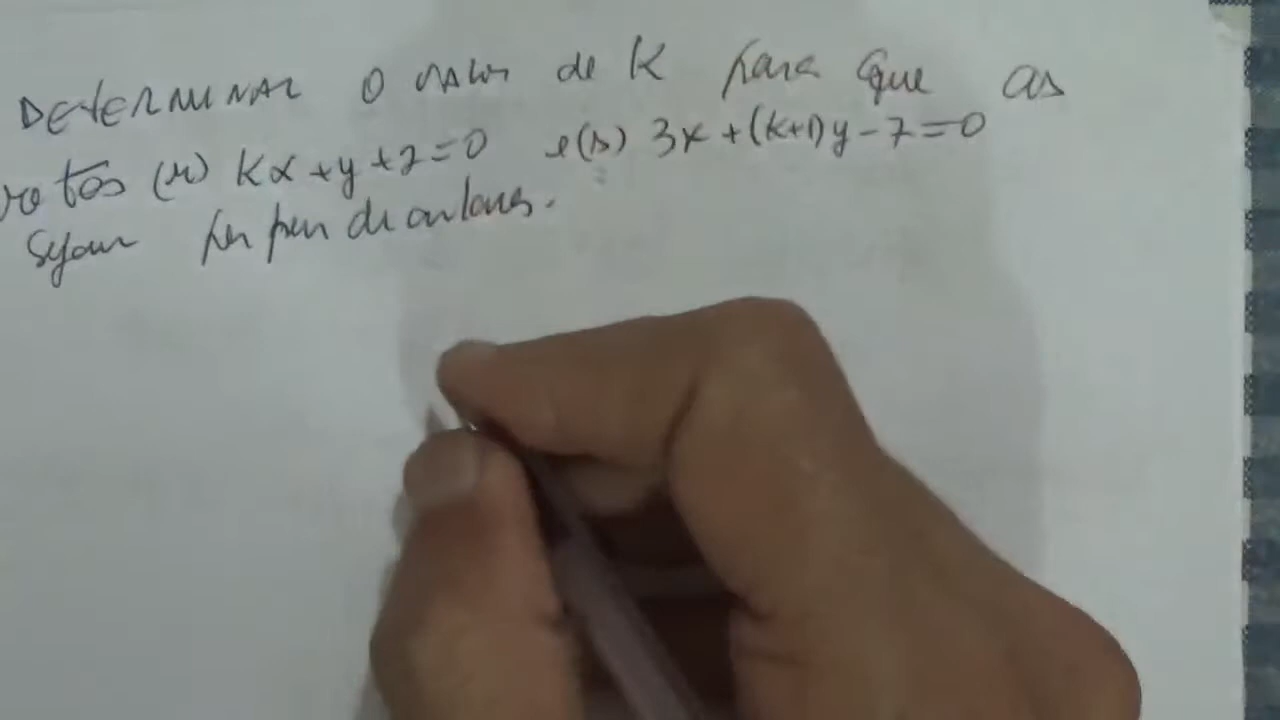 DETERMINAR O VALOR de K para que as
retas (r) kx+y+2=0 e (s) 3x+(k+1)y-7=0
Sejam perpendiculares.